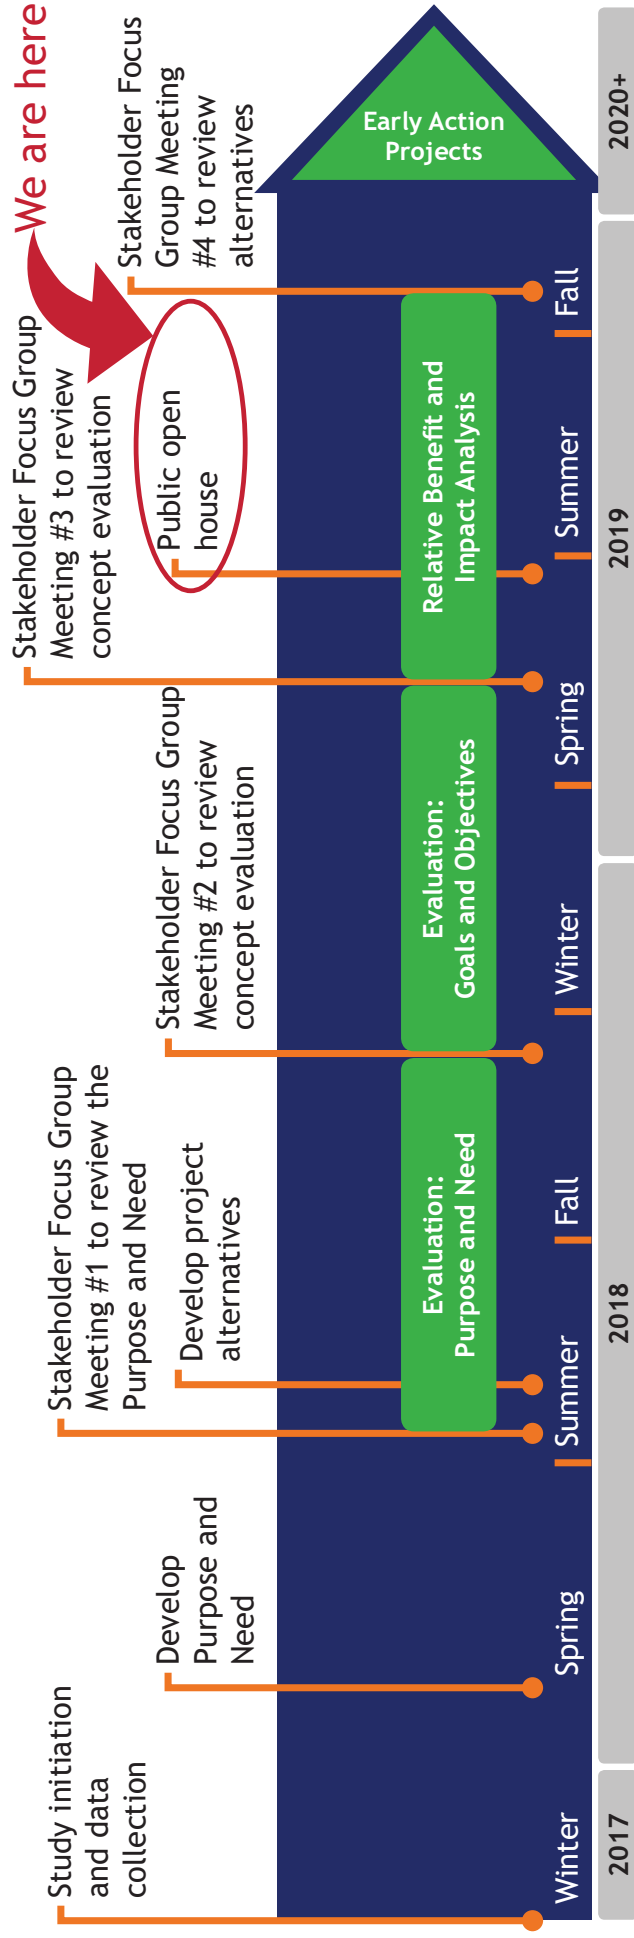 We are here
Study initiation
and data
collection
Develop
Purpose and
Need
Stakeholder Focus Group
Meeting #1 to review the
Purpose and Need
Develop project
alternatives
Stakeholder Focus Group
Meeting #2 to review
concept evaluation
Stakeholder Focus Group
Meeting #3 to review
concept evaluation
Public open
house
Stakeholder Focus
Group Meeting
#4 to review
alternatives
Evaluation:
Purpose and Need
Evaluation:
Goals and Objectives
Relative Benefit and
Impact Analysis
Early Action
Projects
Winter
Spring
Summer
Fall
Winter
Spring
Summer
Fall
2017
2018
2019
2020+